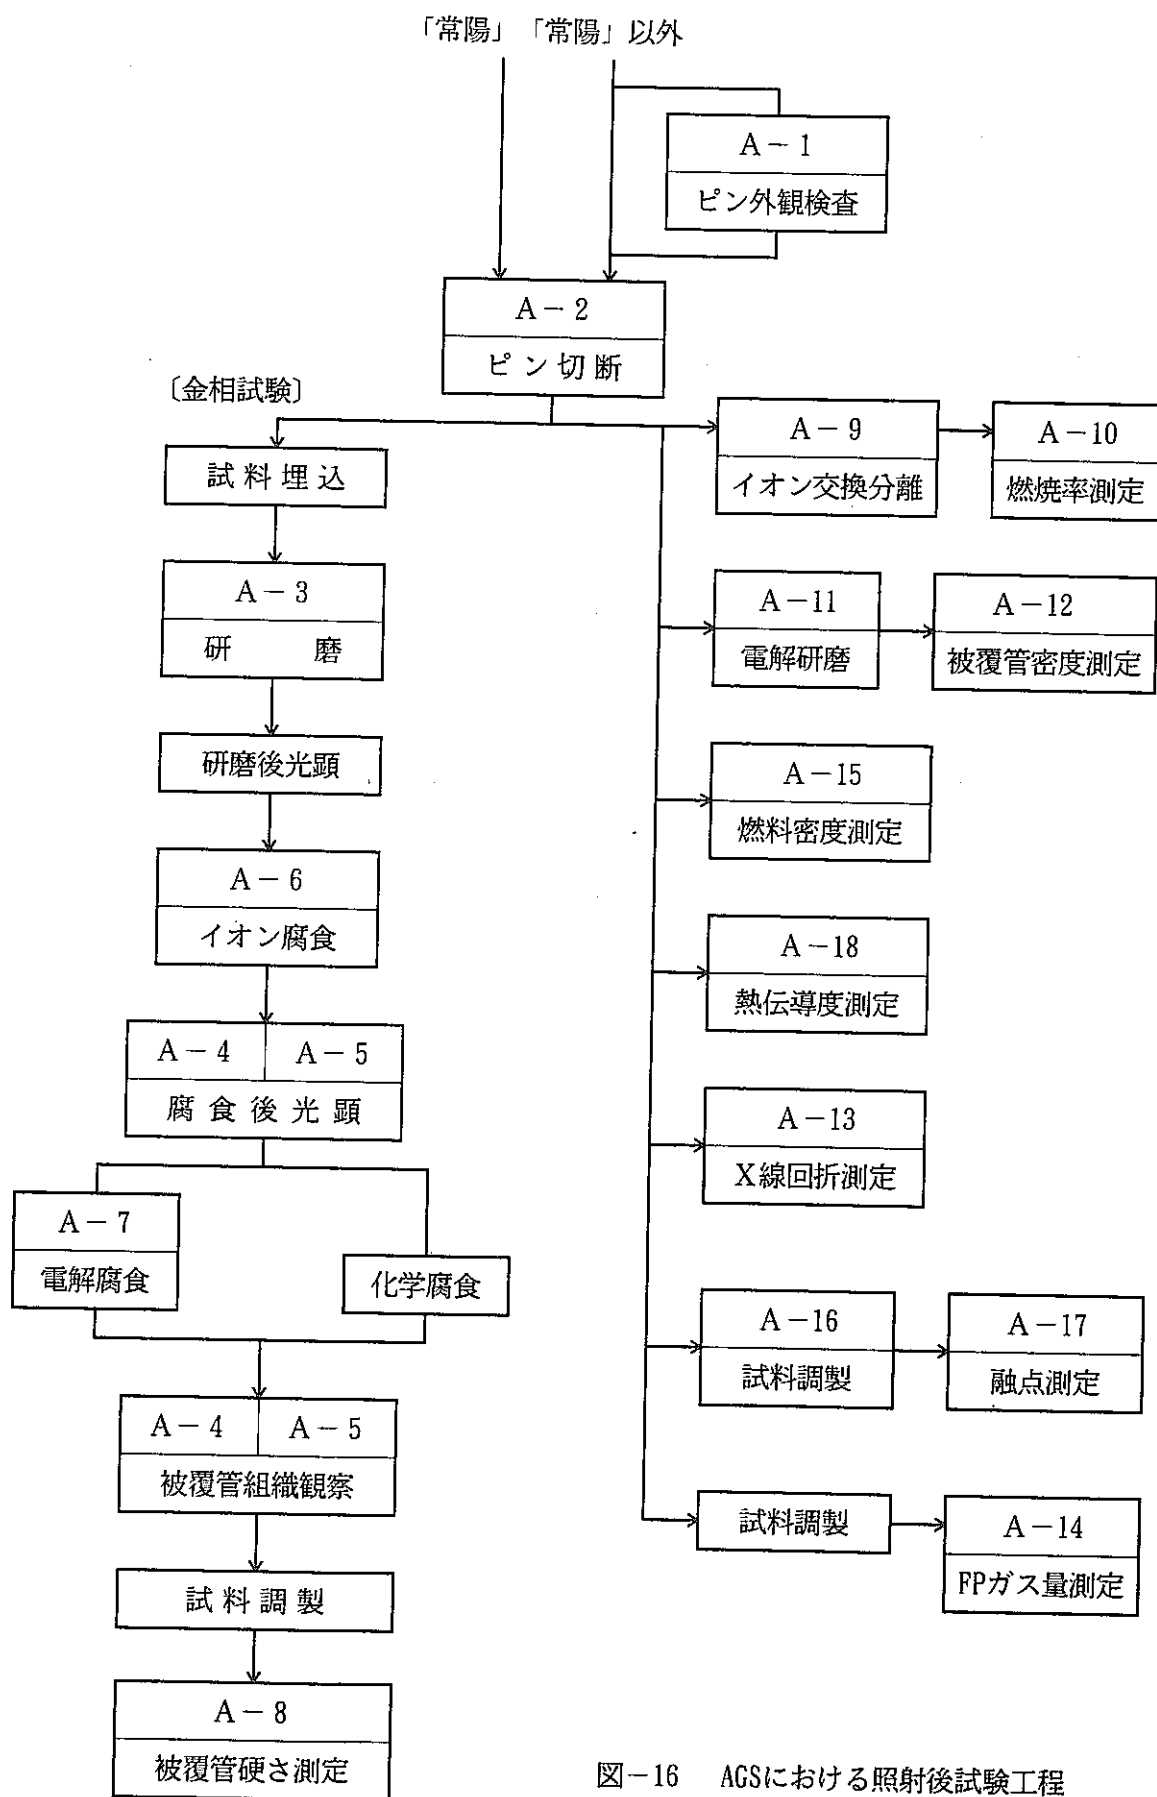 「常陽」「常陽」以外
A－1
ピン外観検査
A－2
ピン切断
〔金相試験〕
試料埋込
A－3
研　磨
研磨後光顕
A－6
イオン腐食
A－4　A－5
腐食後光顕
A－7
電解腐食
化学腐食
A－4　A－5
被覆管組織観察
試料調製
A－8
被覆管硬さ測定
A－9
イオン交換分離
A－10
燃焼率測定
A－11
電解研磨
A－12
被覆管密度測定
A－15
燃料密度測定
A－18
熱伝導度測定
A－13
X線回折測定
A－16
試料調製
A－17
融点測定
試料調製
A－14
FPガス量測定
図－16　AGSにおける照射後試験工程